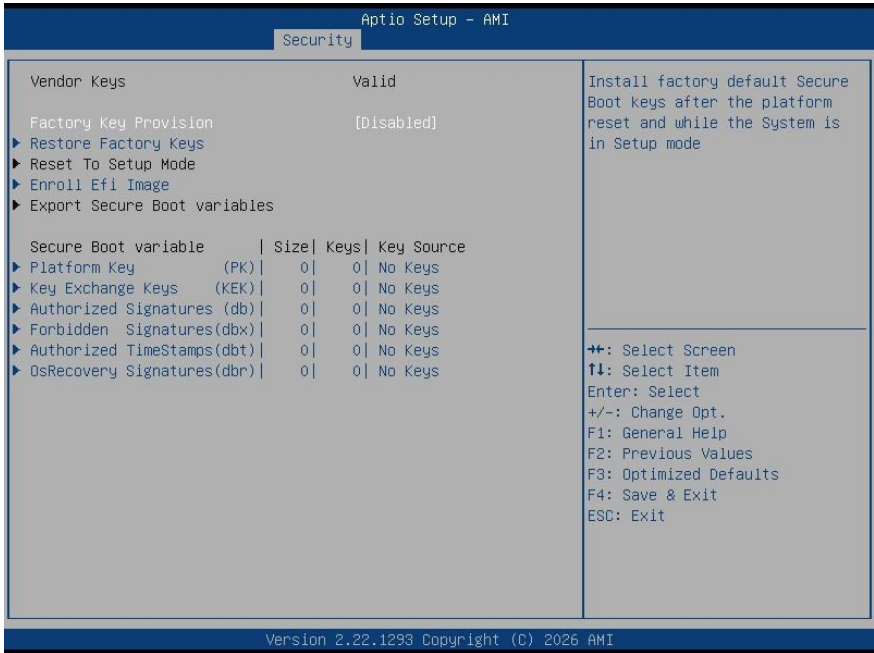 Aptio Setup - AMI
Security
Vendor Keys Valid
Factory Key Provision [Disabled]
Restore Factory Keys
Reset To Setup Mode
Enroll Efi Image
Export Secure Boot variables
Secure Boot variable | Size| Keys| Key Source
Platform Key (PK)| 0| 0| No Keys
Key Exchange Keys (KEK)| 0| 0| No Keys
Authorized Signatures (db)| 0| 0| No Keys
Forbidden Signatures(dbx)| 0| 0| No Keys
Authorized TimeStamps(dbt)| 0| 0| No Keys
OsRecovery Signatures(dbr)| 0| 0| No Keys
Install factory default Secure
Boot keys after the platform
reset and while the System is
in Setup mode
→←: Select Screen
↑↓: Select Item
Enter: Select
+/-: Change Opt.
F1: General Help
F2: Previous Values
F3: Optimized Defaults
F4: Save & Exit
ESC: Exit
Version 2.22.1293 Copyright (C) 2026 AMI